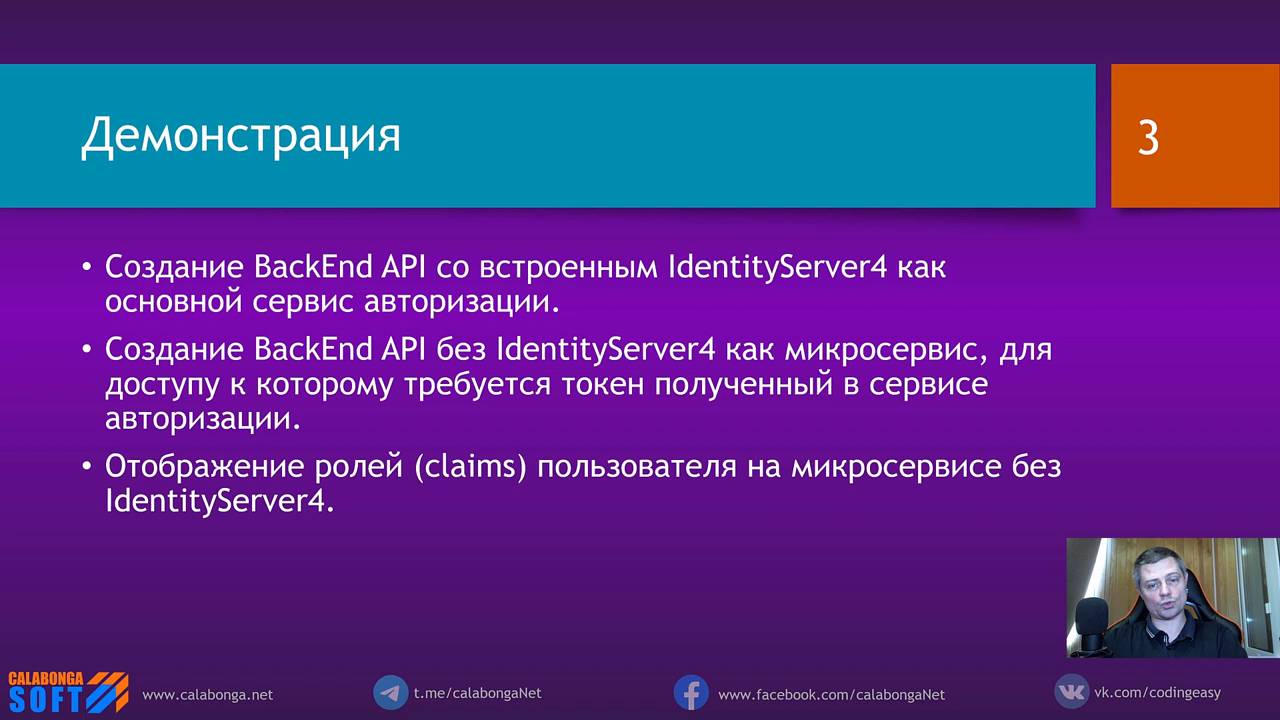 Демонстрация
3
• Создание BackEnd API со встроенным IdentityServer4 как
основной сервис авторизации.
• Создание BackEnd API без IdentityServer4 как микросервис, для
доступу к которому требуется токен полученный в сервисе
авторизации.
• Отображение ролей (claims) пользователя на микросервисе без
IdentityServer4.
CALABONGA
SOFT
www.calabonga.net
t.me/calabongaNet
www.facebook.com/calabongaNet
vk.com/codingeasy